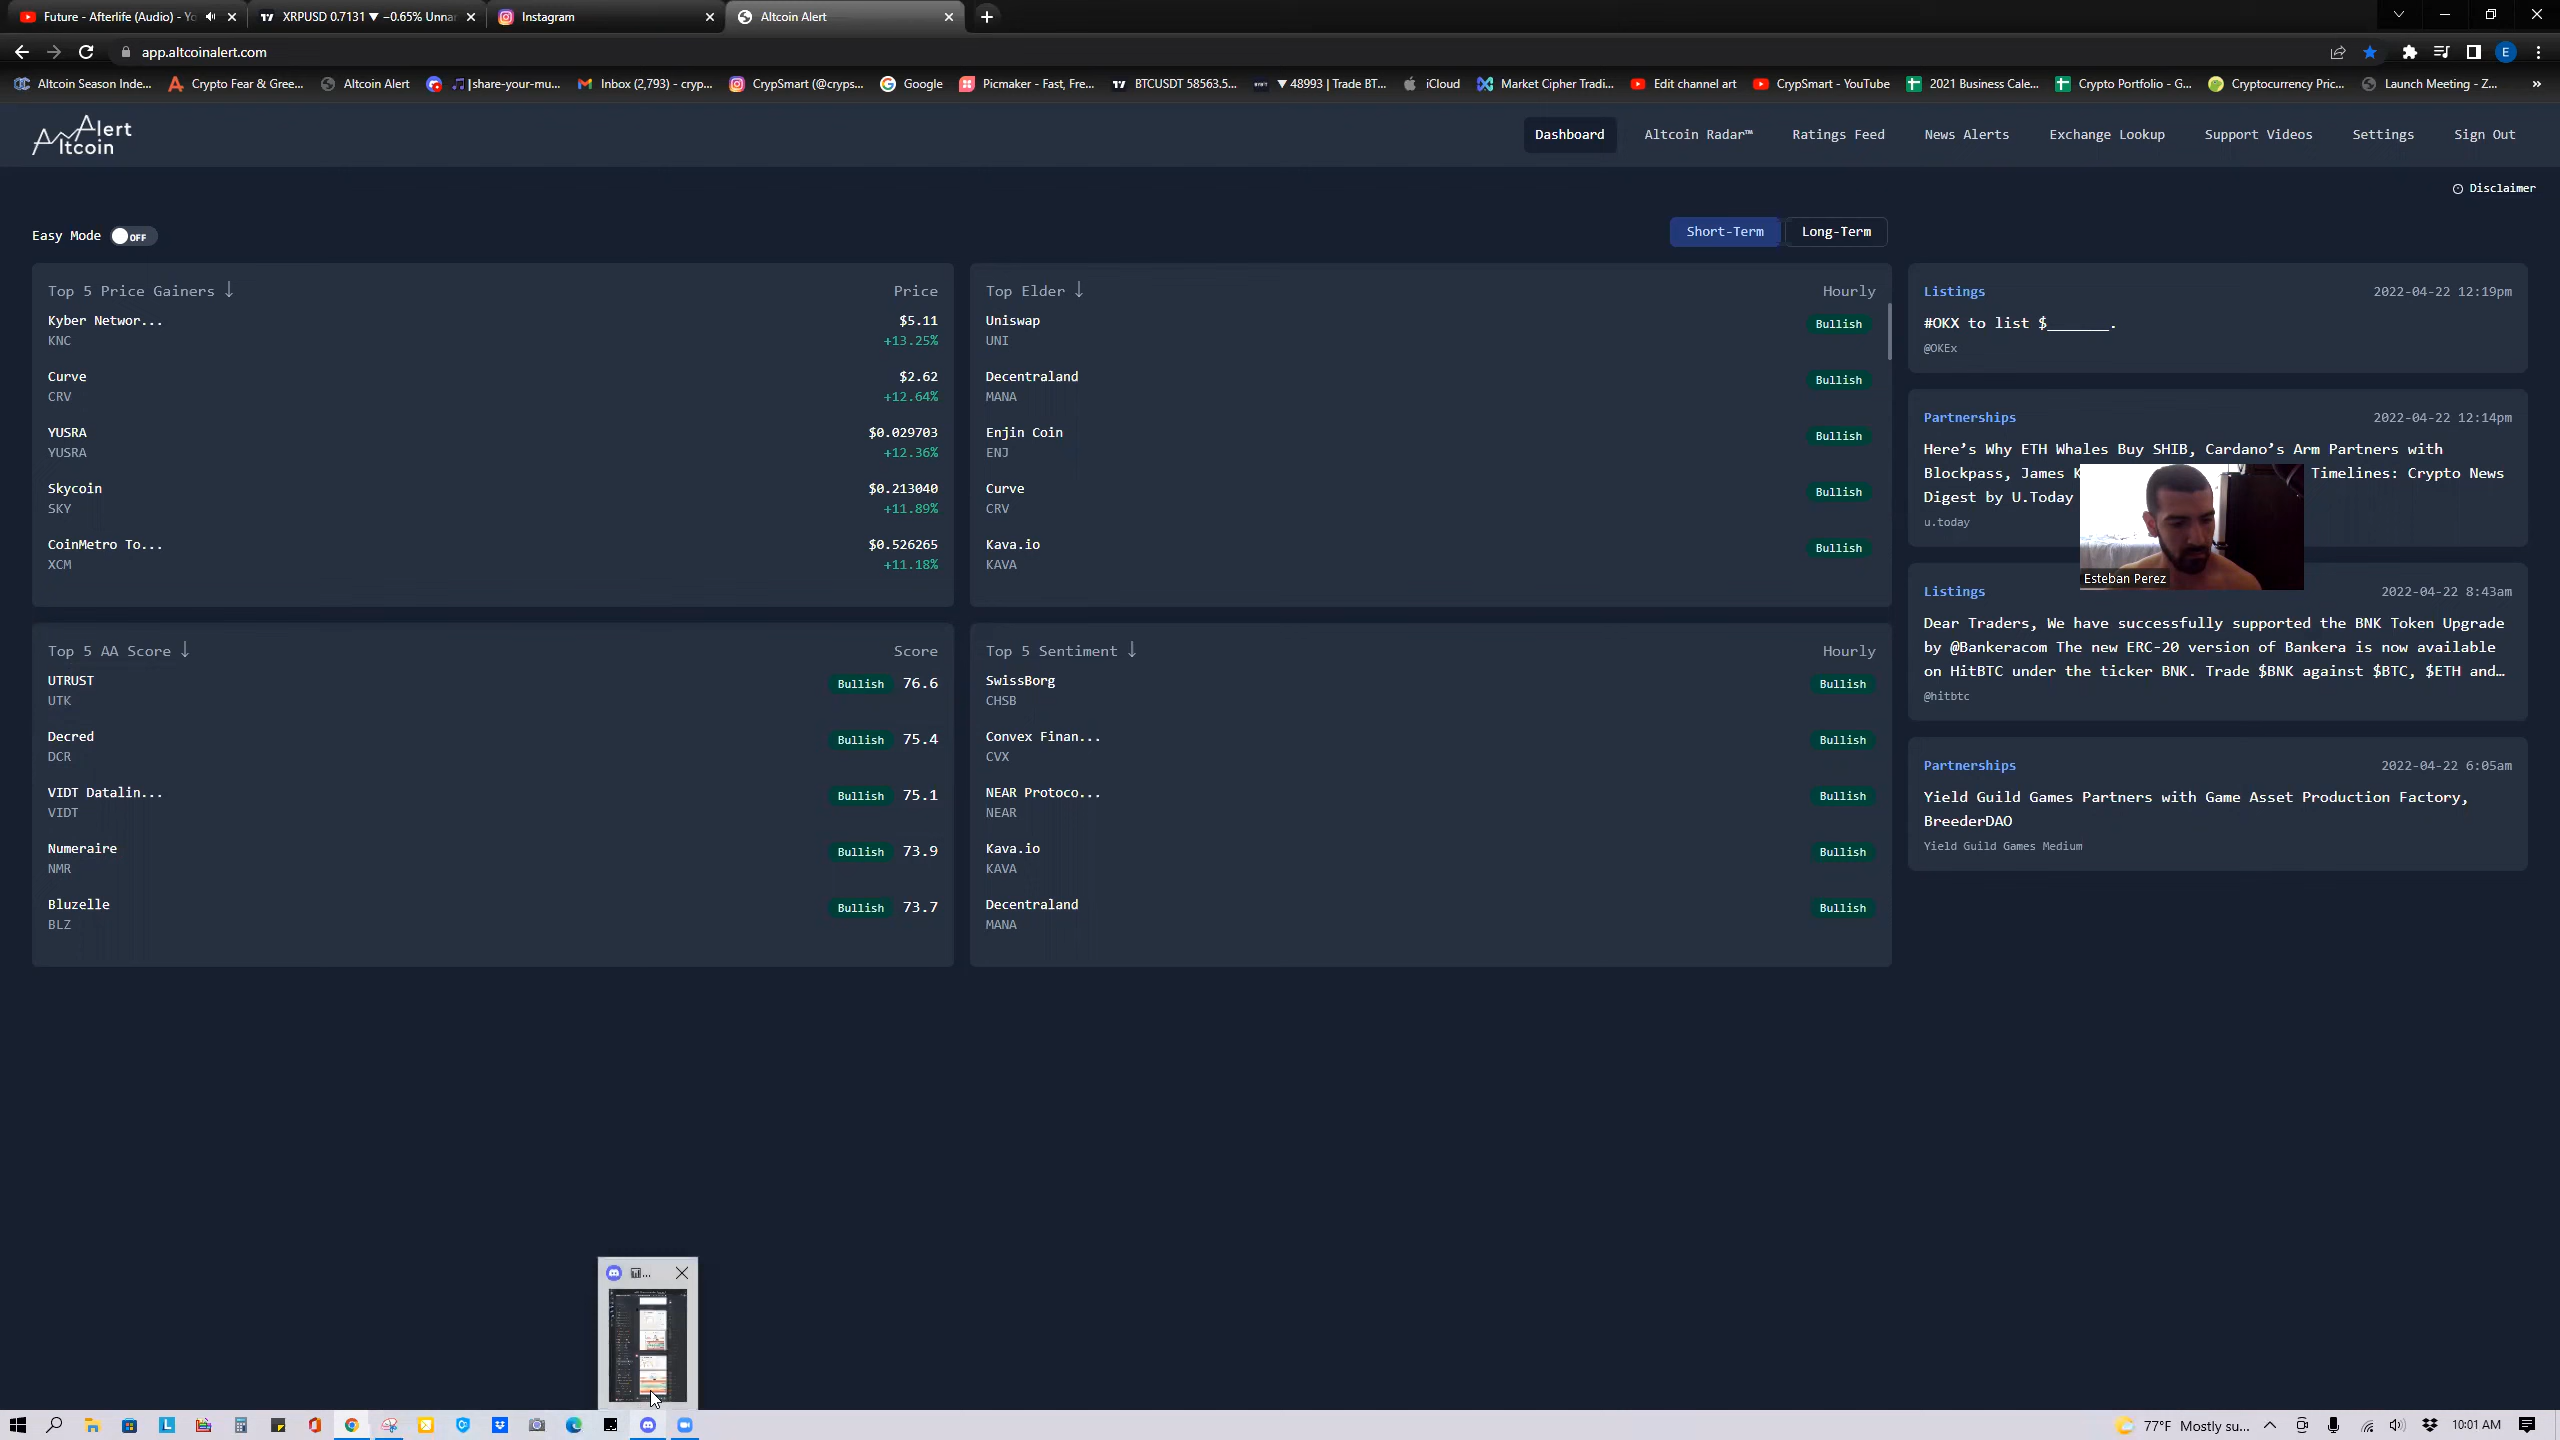 Future - Afterlife (Audio) - Yo
XRPUSD 0.7131 ▼ −0.65% Unna
Instagram
Altcoin Alert
app.altcoinalert.com
E
Altcoin Season Inde...
Crypto Fear & Gree...
Altcoin Alert
|share-your-mu...
Inbox (2,793) - cryp...
CrypSmart (@cryps...
Google
Picmaker - Fast, Fre...
BTCUSDT 58563.5...
▼ 48993 | Trade BT...
iCloud
Market Cipher Tradi...
Edit channel art
CrypSmart - YouTube
2021 Business Cale...
Crypto Portfolio - G...
Cryptocurrency Pric...
Launch Meeting - Z...
»
Alert
Altcoin
Dashboard
Altcoin Radar™
Ratings Feed
News Alerts
Exchange Lookup
Support Videos
Settings
Sign Out
Disclaimer
Easy Mode OFF
Short-Term
Long-Term
Top 5 Price Gainers ↓ Price
Kyber Networ... $5.11
KNC +13.25%
Curve $2.62
CRV +12.64%
YUSRA $0.029703
YUSRA +12.36%
Skycoin $0.213040
SKY +11.89%
CoinMetro To... $0.526265
XCM +11.18%
Top Elder ↓ Hourly
Uniswap Bullish
UNI
Decentraland Bullish
MANA
Enjin Coin Bullish
ENJ
Curve Bullish
CRV
Kava.io Bullish
KAVA
Top 5 AA Score ↓ Score
UTRUST Bullish 76.6
UTK
Decred Bullish 75.4
DCR
VIDT Datalin... Bullish 75.1
VIDT
Numeraire Bullish 73.9
NMR
Bluzelle Bullish 73.7
BLZ
Top 5 Sentiment ↓ Hourly
SwissBorg Bullish
CHSB
Convex Finan... Bullish
CVX
NEAR Protoco... Bullish
NEAR
Kava.io Bullish
KAVA
Decentraland Bullish
MANA
Listings 2022-04-22 12:19pm
#OKX to list $_______.
@OKEx
Partnerships 2022-04-22 12:14pm
Here’s Why ETH Whales Buy SHIB, Cardano’s Arm Partners with
Blockpass, James K Timelines: Crypto News
Digest by U.Today
u.today
Esteban Perez
Listings 2022-04-22 8:43am
Dear Traders, We have successfully supported the BNK Token Upgrade
by @Bankeracom The new ERC-20 version of Bankera is now available
on HitBTC under the ticker BNK. Trade $BNK against $BTC, $ETH and…
@hitbtc
Partnerships 2022-04-22 6:05am
Yield Guild Games Partners with Game Asset Production Factory,
BreederDAO
Yield Guild Games Medium
77°F Mostly su...
10:01 AM